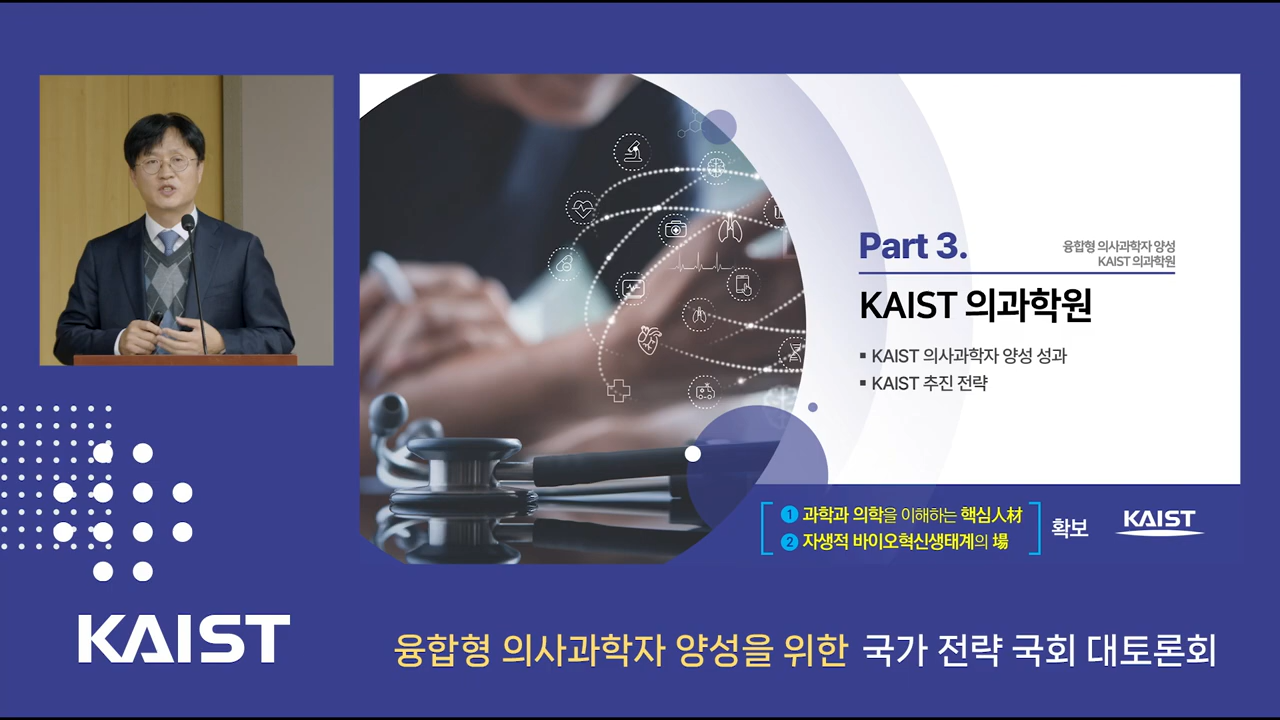 Part 3.
융합형 의사과학자 양성
KAIST 의과학원
KAIST 의과학원
▪ KAIST 의사과학자 양성 성과
▪ KAIST 추진 전략
1 과학과 의학을 이해하는 핵심人材
2 자생적 바이오혁신생태계의 場
확보
KAIST
KAIST
융합형 의사과학자 양성을 위한 국가 전략 국회 대토론회